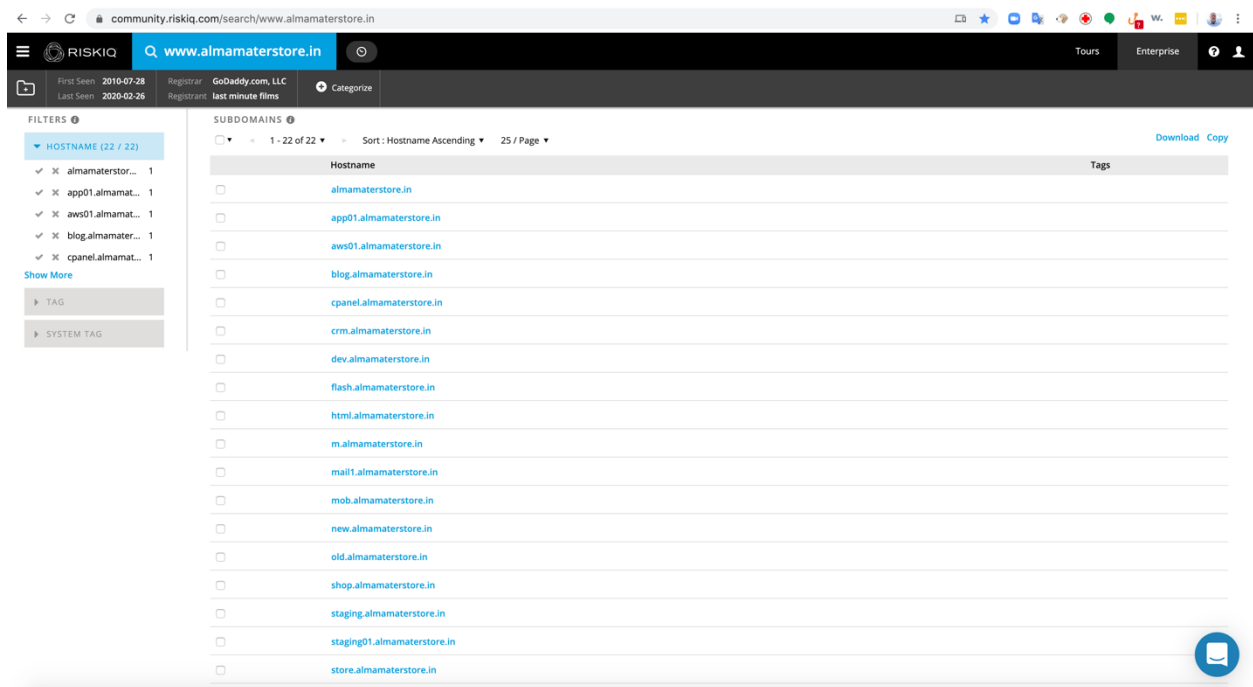 community.riskiq.com/search/www.almamaterstore.in
7
W.
RISKIQ
www.almamaterstore.in
Tours
Enterprise
First Seen 2010-07-28
Last Seen 2020-02-26
Registrar GoDaddy.com, LLC
Registrant last minute films
Categorize
FILTERS
HOSTNAME (22 / 22)
almamaterstor... 1
app01.almamat... 1
aws01.almamat... 1
blog.almamater... 1
cpanel.almamat... 1
Show More
TAG
SYSTEM TAG
SUBDOMAINS
1 - 22 of 22
Sort : Hostname Ascending
25 / Page
Download Copy
Hostname Tags
almamaterstore.in
app01.almamaterstore.in
aws01.almamaterstore.in
blog.almamaterstore.in
cpanel.almamaterstore.in
crm.almamaterstore.in
dev.almamaterstore.in
flash.almamaterstore.in
html.almamaterstore.in
m.almamaterstore.in
mail1.almamaterstore.in
mob.almamaterstore.in
new.almamaterstore.in
old.almamaterstore.in
shop.almamaterstore.in
staging.almamaterstore.in
staging01.almamaterstore.in
store.almamaterstore.in